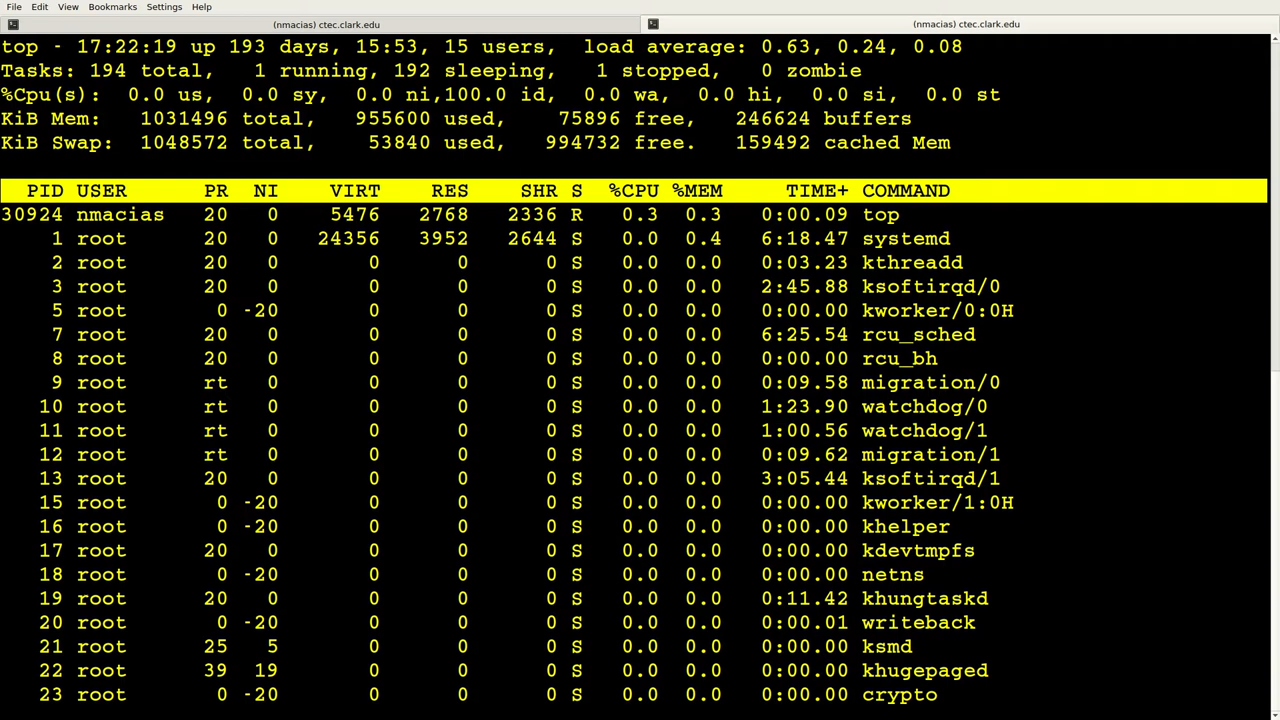 File Edit View Bookmarks Settings Help
(nmacias) ctec.clark.edu (nmacias) ctec.clark.edu
top - 17:22:19 up 193 days, 15:53, 15 users, load average: 0.63, 0.24, 0.08
Tasks: 194 total, 1 running, 192 sleeping, 1 stopped, 0 zombie
%Cpu(s): 0.0 us, 0.0 sy, 0.0 ni,100.0 id, 0.0 wa, 0.0 hi, 0.0 si, 0.0 st
KiB Mem: 1031496 total, 955600 used, 75896 free, 246624 buffers
KiB Swap: 1048572 total, 53840 used, 994732 free. 159492 cached Mem
PID USER PR NI VIRT RES SHR S %CPU %MEM TIME+ COMMAND
30924 nmacias 20 0 5476 2768 2336 R 0.3 0.3 0:00.09 top
1 root 20 0 24356 3952 2644 S 0.0 0.4 6:18.47 systemd
2 root 20 0 0 0 0 S 0.0 0.0 0:03.23 kthreadd
3 root 20 0 0 0 0 S 0.0 0.0 2:45.88 ksoftirqd/0
5 root 0 -20 0 0 0 S 0.0 0.0 0:00.00 kworker/0:0H
7 root 20 0 0 0 0 S 0.0 0.0 6:25.54 rcu_sched
8 root 20 0 0 0 0 S 0.0 0.0 0:00.00 rcu_bh
9 root rt 0 0 0 0 S 0.0 0.0 0:09.58 migration/0
10 root rt 0 0 0 0 S 0.0 0.0 1:23.90 watchdog/0
11 root rt 0 0 0 0 S 0.0 0.0 1:00.56 watchdog/1
12 root rt 0 0 0 0 S 0.0 0.0 0:09.62 migration/1
13 root 20 0 0 0 0 S 0.0 0.0 3:05.44 ksoftirqd/1
15 root 0 -20 0 0 0 S 0.0 0.0 0:00.00 kworker/1:0H
16 root 0 -20 0 0 0 S 0.0 0.0 0:00.00 khelper
17 root 20 0 0 0 0 S 0.0 0.0 0:00.00 kdevtmpfs
18 root 0 -20 0 0 0 S 0.0 0.0 0:00.00 netns
19 root 20 0 0 0 0 S 0.0 0.0 0:11.42 khungtaskd
20 root 0 -20 0 0 0 S 0.0 0.0 0:00.01 writeback
21 root 25 5 0 0 0 S 0.0 0.0 0:00.00 ksmd
22 root 39 19 0 0 0 S 0.0 0.0 0:00.00 khugepaged
23 root 0 -20 0 0 0 S 0.0 0.0 0:00.00 crypto